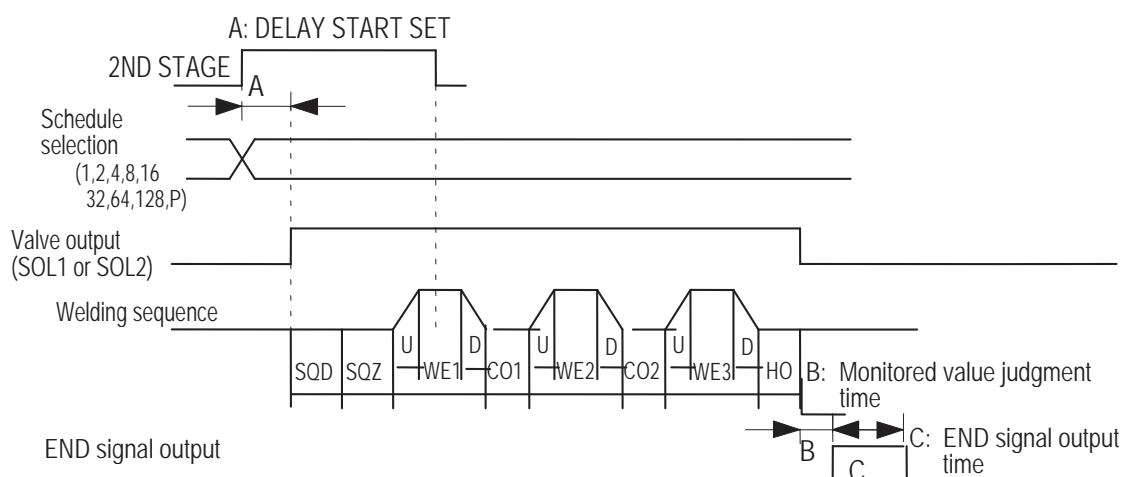 A: DELAY START SET
2ND STAGE
A
Schedule
selection
(1,2,4,8,16
32,64,128,P)
Valve output
(SOL1 or SOL2)
Welding sequence
SQD SQZ U WE1 D CO1 U WE2 D CO2 U WE3 D HO
B: Monitored value judgment
time
END signal output
B
C
C: END signal output
time